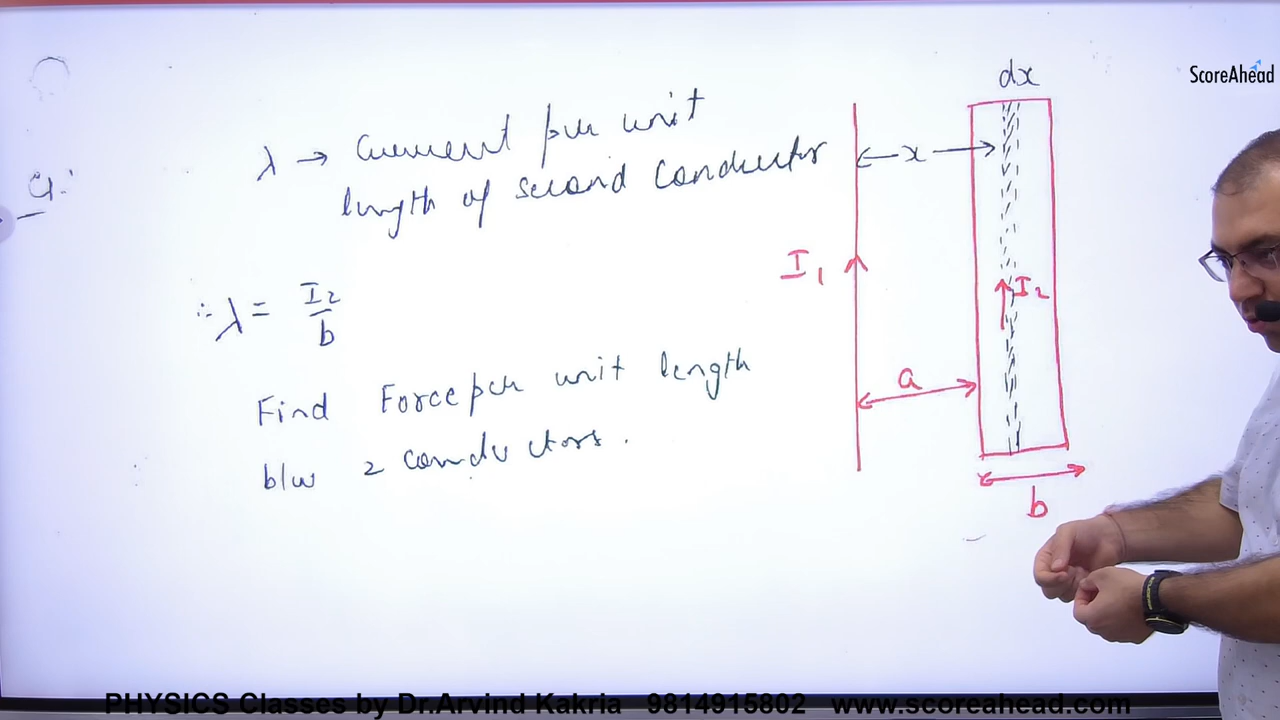 Q:
λ → Current per unit
length of second conductor
∴ λ = I₂/b
Find Force per unit length
b/w 2 conductors.
dx
x
I₁
I₂
a
b
ScoreAhead
PHYSICS Classes by Dr.Arvind Kakria 9814915802 www.scoreahead.com